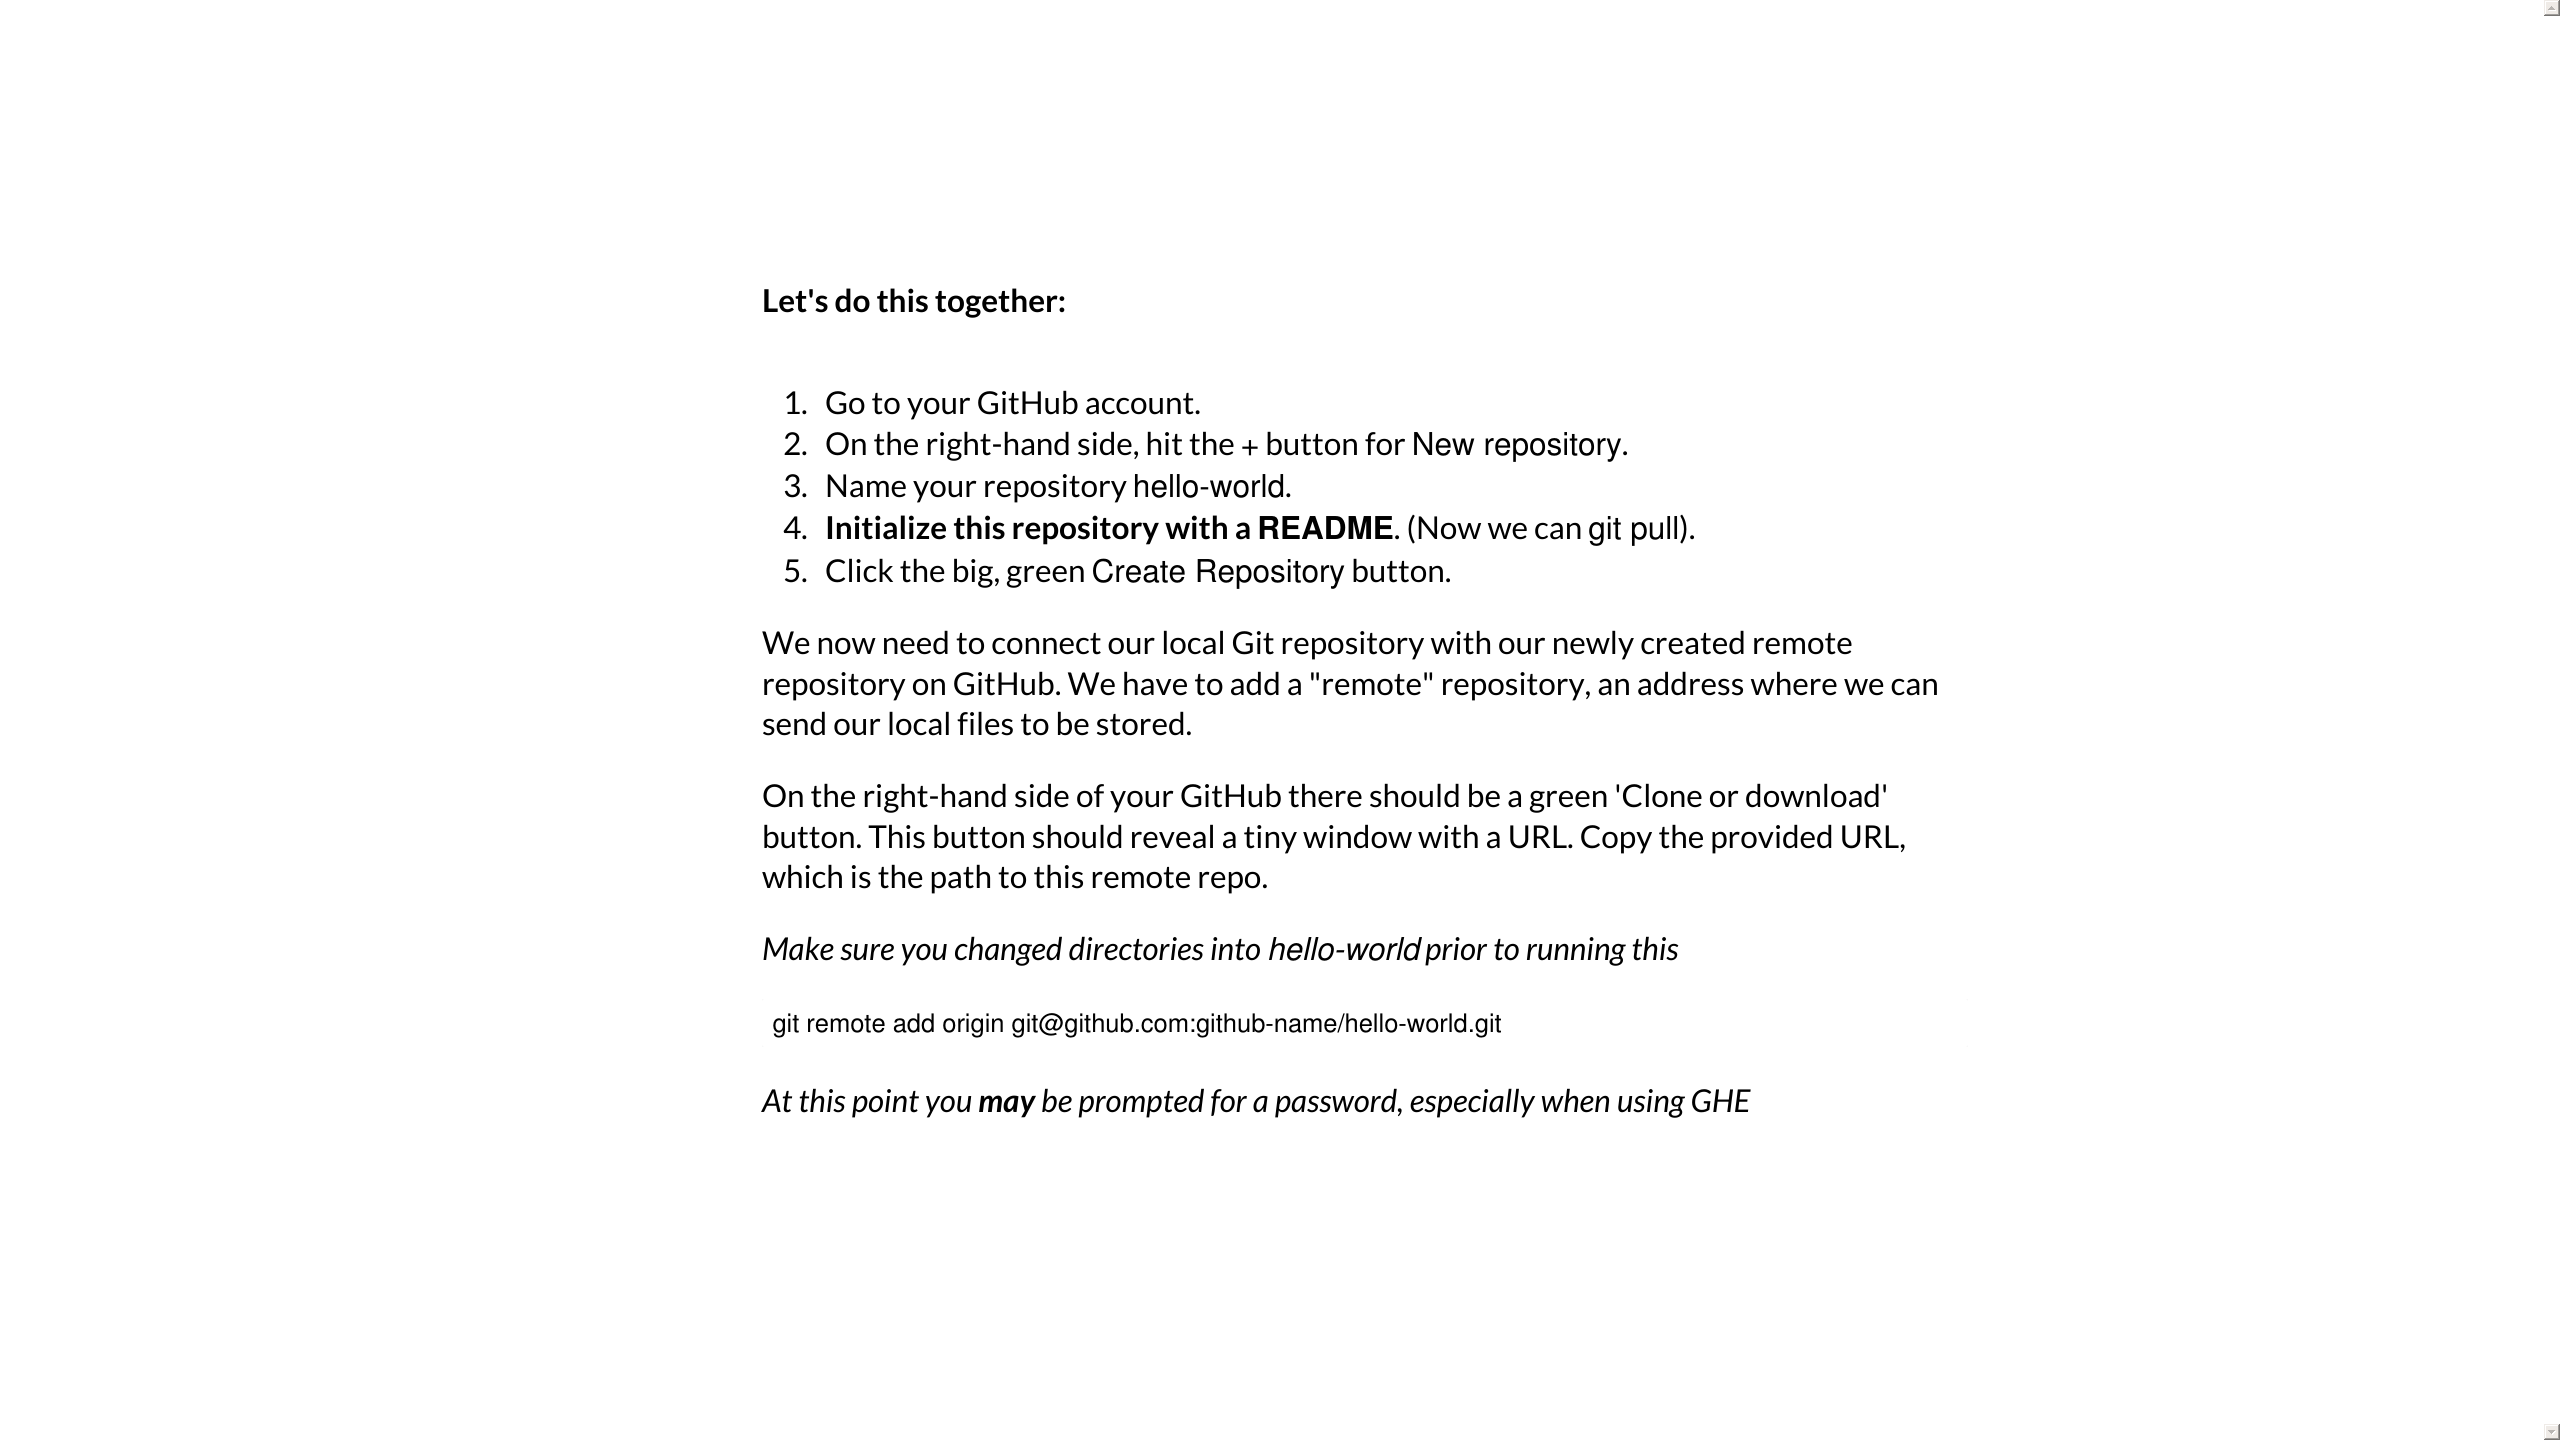 Let's do this together:
1. Go to your GitHub account.
2. On the right-hand side, hit the + button for New repository.
3. Name your repository hello-world.
4. Initialize this repository with a README. (Now we can git pull).
5. Click the big, green Create Repository button.
We now need to connect our local Git repository with our newly created remote
repository on GitHub. We have to add a "remote" repository, an address where we can
send our local files to be stored.
On the right-hand side of your GitHub there should be a green 'Clone or download'
button. This button should reveal a tiny window with a URL. Copy the provided URL,
which is the path to this remote repo.
Make sure you changed directories into hello-world prior to running this
git remote add origin git@github.com:github-name/hello-world.git
At this point you may be prompted for a password, especially when using GHE